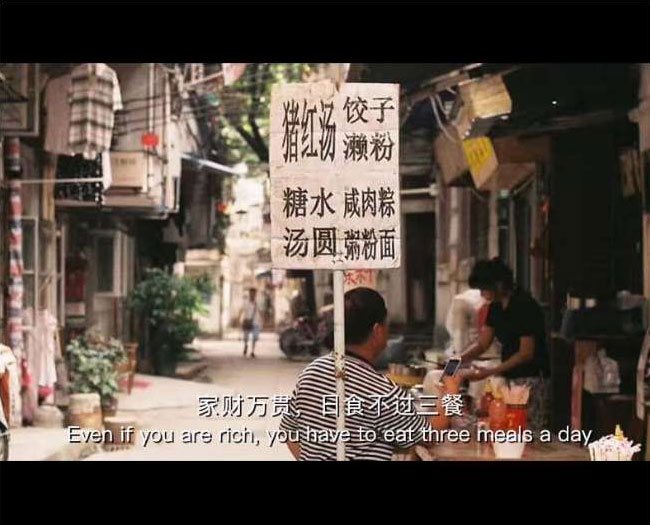 猪红汤 饺子
濑粉
糖水 咸肉粽
汤圆 粥粉面
家财万贯，日食不过三餐
Even if you are rich, you have to eat three meals a day